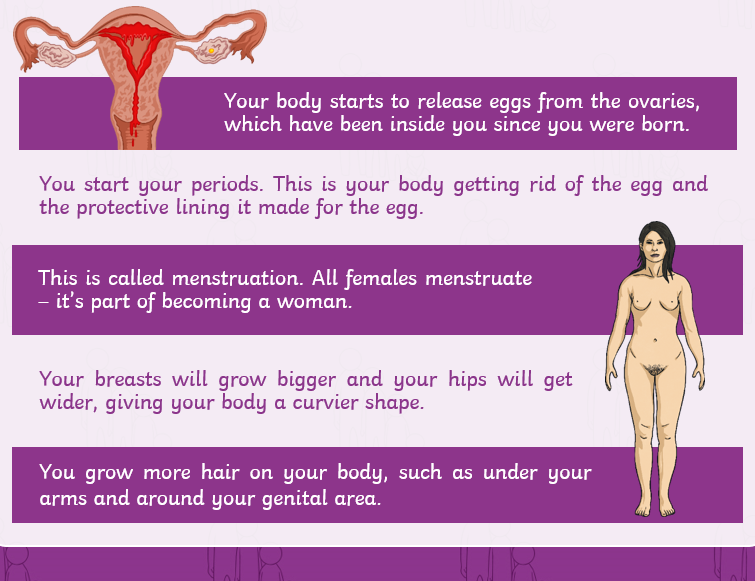 Your body starts to release eggs from the ovaries,
which have been inside you since you were born.
You start your periods. This is your body getting rid of the egg and
the protective lining it made for the egg.
This is called menstruation. All females menstruate
– it's part of becoming a woman.
Your breasts will grow bigger and your hips will get
wider, giving your body a curvier shape.
You grow more hair on your body, such as under your
arms and around your genital area.